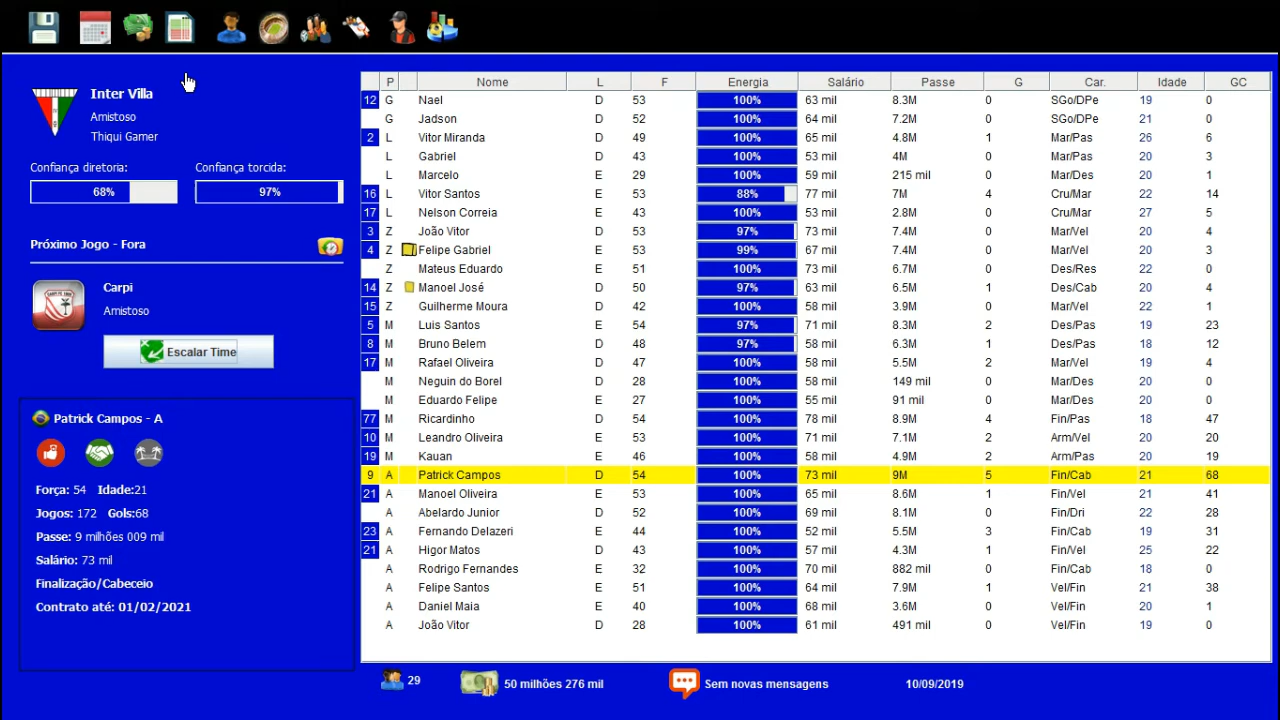 Inter Villa
Amistoso
Thiqui Gamer
Confiança diretoria: Confiança torcida:
68% 97%
Próximo Jogo - Fora
Carpi
Amistoso
Escalar Time
Patrick Campos - A
Força: 54 Idade:21
Jogos: 172 Gols:68
Passe: 9 milhões 009 mil
Salário: 73 mil
Finalização/Cabeceio
Contrato até: 01/02/2021
P Nome L F Energia Salário Passe G Car. Idade GC
12 G Nael D 53 100% 63 mil 8.3M 0 SGo/DPe 19 0
G Jadson D 52 100% 64 mil 7.2M 0 SGo/DPe 21 0
2 L Vitor Miranda D 49 100% 65 mil 4.8M 1 Mar/Pas 26 6
L Gabriel D 43 100% 53 mil 4M 0 Mar/Pas 20 3
L Marcelo E 29 100% 59 mil 215 mil 0 Mar/Pas 20 1
16 L Vitor Santos E 53 88% 77 mil 7M 4 Cru/Mar 22 14
17 L Nelson Correia E 43 100% 53 mil 2.8M 0 Cru/Mar 27 5
3 Z João Vitor D 53 97% 73 mil 7.4M 0 Mar/Vel 20 4
4 Z Felipe Gabriel E 53 99% 67 mil 7.4M 0 Mar/Vel 20 3
Z Mateus Eduardo E 51 100% 73 mil 6.7M 0 Des/Res 22 0
14 Z Manoel José D 50 97% 63 mil 6.5M 1 Des/Cab 20 4
15 Z Guilherme Moura D 42 100% 58 mil 3.9M 0 Mar/Vel 22 1
5 M Luis Santos E 54 97% 71 mil 8.3M 2 Des/Pas 19 23
8 M Bruno Belem D 48 97% 58 mil 6.3M 1 Des/Pas 18 12
17 M Rafael Oliveira D 47 100% 58 mil 5.5M 2 Mar/Vel 19 4
M Neguin do Borel D 28 100% 58 mil 149 mil 0 Mar/Des 20 0
M Eduardo Felipe E 27 100% 55 mil 91 mil 0 Mar/Des 20 0
77 M Ricardinho D 54 100% 78 mil 8.9M 4 Fin/Pas 18 47
10 M Leandro Oliveira E 53 100% 71 mil 7.1M 2 Arm/Vel 20 20
19 M Kauan E 46 100% 58 mil 4.9M 2 Arm/Pas 20 19
9 A Patrick Campos D 54 100% 73 mil 9M 5 Fin/Cab 21 68
21 A Manoel Oliveira E 53 100% 65 mil 8.6M 1 Fin/Vel 21 41
A Abelardo Junior D 52 100% 69 mil 8.1M 0 Fin/Dri 22 28
23 A Fernando Delazeri E 44 100% 52 mil 5.5M 3 Fin/Cab 19 31
21 A Higor Matos D 43 100% 57 mil 4.3M 1 Fin/Vel 25 22
A Rodrigo Fernandes E 32 100% 70 mil 882 mil 0 Fin/Cab 18 0
A Felipe Santos E 51 100% 64 mil 7.9M 1 Vel/Fin 21 38
A Daniel Maia E 40 100% 68 mil 3.6M 0 Vel/Fin 20 1
A João Vitor D 28 100% 61 mil 491 mil 0 Vel/Fin 19 0
29 50 milhões 276 mil Sem novas mensagens 10/09/2019